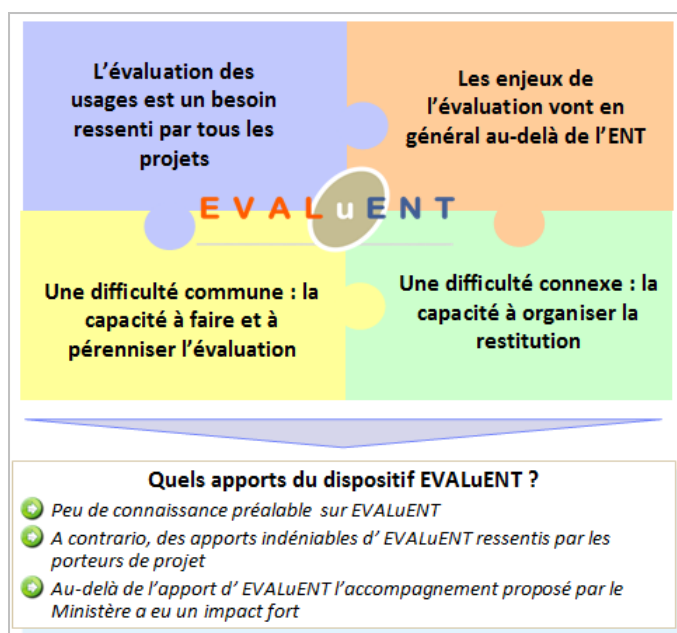 L'évaluation des
usages est un besoin
ressenti par tous les
projets
Les enjeux de
l'évaluation vont en
général au-delà de l'ENT
EVALuENT
Une difficulté commune : la
capacité à faire et à
pérenniser l'évaluation
Une difficulté connexe : la
capacité à organiser la
restitution
Quels apports du dispositif EVALuENT ?
Peu de connaissance préalable sur EVALuENT
A contrario, des apports indéniables d' EVALuENT ressentis par les
porteurs de projet
Au-delà de l'apport d' EVALuENT l'accompagnement proposé par le
Ministère a eu un impact fort